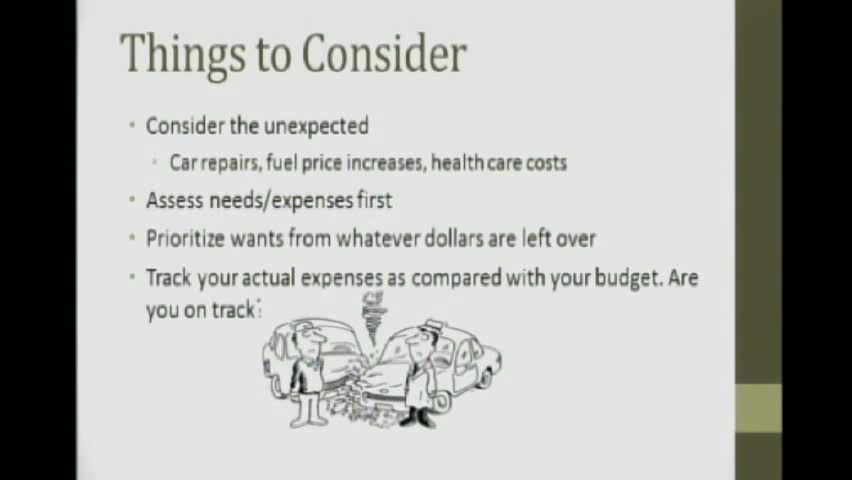 Things to Consider
• Consider the unexpected
• Car repairs, fuel price increases, health care costs
• Assess needs/expenses first
• Prioritize wants from whatever dollars are left over
• Track your actual expenses as compared with your budget. Are
you on track?